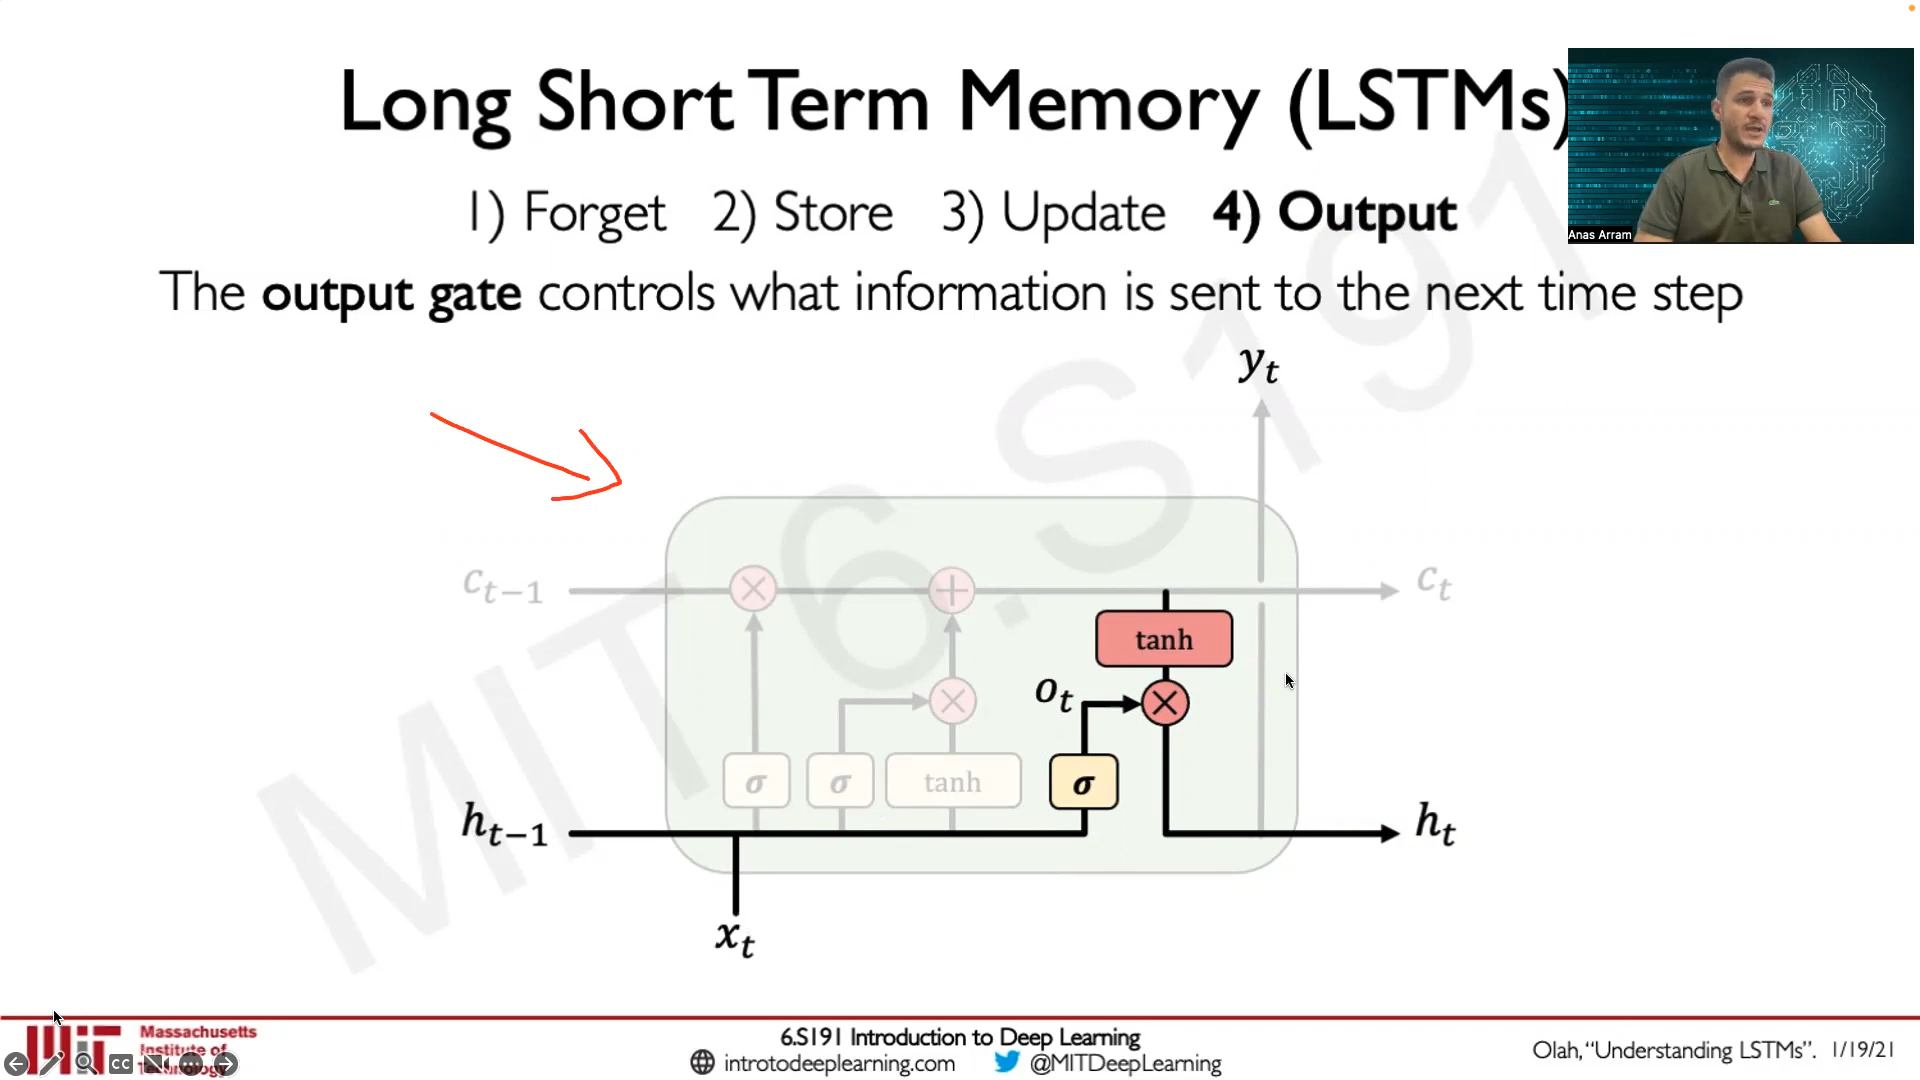 Long Short Term Memory (LSTMs)
Anas Arram
1) Forget 2) Store 3) Update 4) Output
The output gate controls what information is sent to the next time step
MIT 6.S191
y_t
c_{t-1}
c_t
tanh
o_t
σ σ tanh σ
h_{t-1}
h_t
x_t
Massachusetts
Institute of
Technology
6.S191 Introduction to Deep Learning
introtodeeplearning.com @MITDeepLearning
Olah, “Understanding LSTMs”. 1/19/21
CC